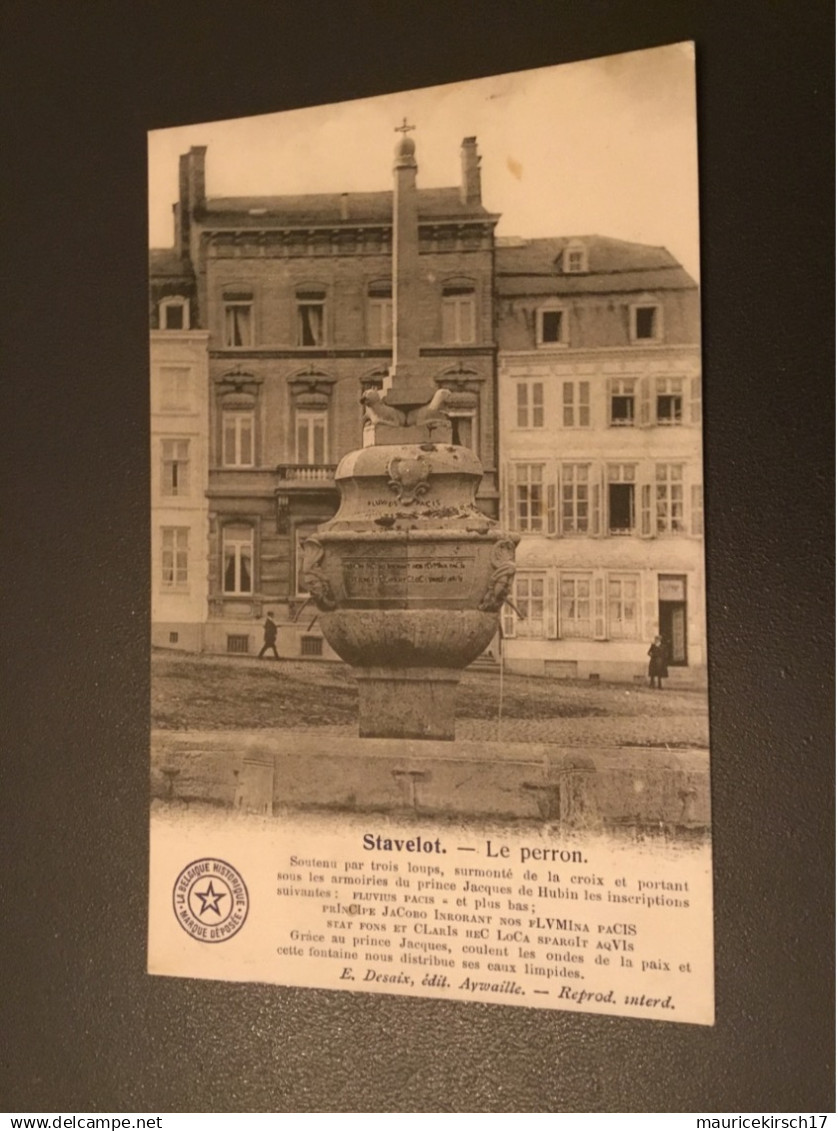 FLUVIUS PACIS
Stavelot. — Le perron.
Soutenu par trois loups, surmonté de la croix et portant
sous les armoiries du prince Jacques de Hubin les inscriptions
suivantes : FLUVIUS PACIS - et plus bas;
PRINCIPE JACOBO INRORANT NOS FLVMINA PACIS
STAT FONS ET CLARIS HEC LOCA SPARGIT AQVIS
Grâce au prince Jacques, coulent les ondes de la paix et
cette fontaine nous distribue ses eaux limpides.
E. Desaix, édit. Aywaille. — Reprod. interd.
LA BELGIQUE HISTORIQUE
MARQUE DÉPOSÉE
www.delcampe.net
mauricekirsch17